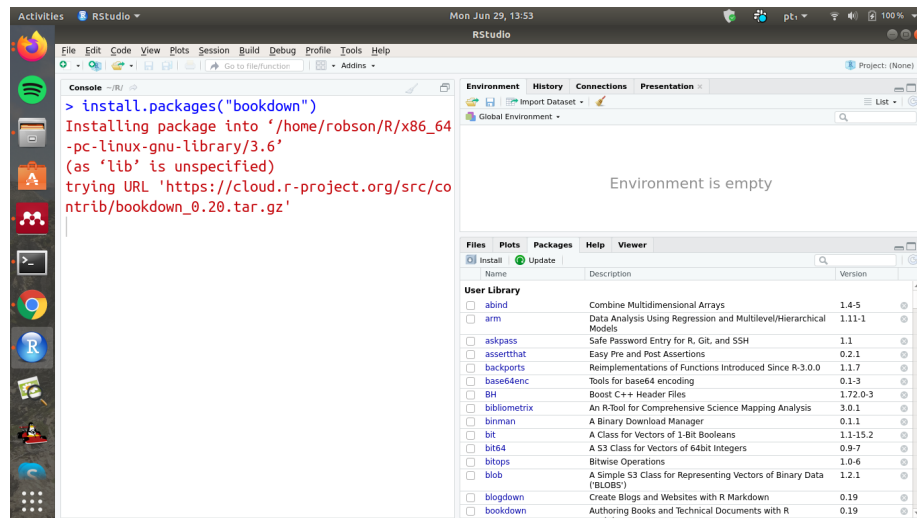 Activities
RStudio
Mon Jun 29, 13:53
pt₁
100 %
RStudio
File Edit Code View Plots Session Build Debug Profile Tools Help
Go to file/function
Addins
Project: (None)
Console ~/R/
> install.packages("bookdown")
Installing package into ‘/home/robson/R/x86_64
-pc-linux-gnu-library/3.6’
(as ‘lib’ is unspecified)
trying URL 'https://cloud.r-project.org/src/co
ntrib/bookdown_0.20.tar.gz'
Environment History Connections Presentation
Import Dataset
List
Global Environment
Environment is empty
Files Plots Packages Help Viewer
Install Update
Name Description Version
User Library
abind Combine Multidimensional Arrays 1.4-5
arm Data Analysis Using Regression and Multilevel/Hierarchical 1.11-1
Models
askpass Safe Password Entry for R, Git, and SSH 1.1
assertthat Easy Pre and Post Assertions 0.2.1
backports Reimplementations of Functions Introduced Since R-3.0.0 1.1.7
base64enc Tools for base64 encoding 0.1-3
BH Boost C++ Header Files 1.72.0-3
bibliometrix An R-Tool for Comprehensive Science Mapping Analysis 3.0.1
binman A Binary Download Manager 0.1.1
bit A Class for Vectors of 1-Bit Booleans 1.1-15.2
bit64 A S3 Class for Vectors of 64bit Integers 0.9-7
bitops Bitwise Operations 1.0-6
blob A Simple S3 Class for Representing Vectors of Binary Data 1.2.1
('BLOBS')
blogdown Create Blogs and Websites with R Markdown 0.19
bookdown Authoring Books and Technical Documents with R 0.19